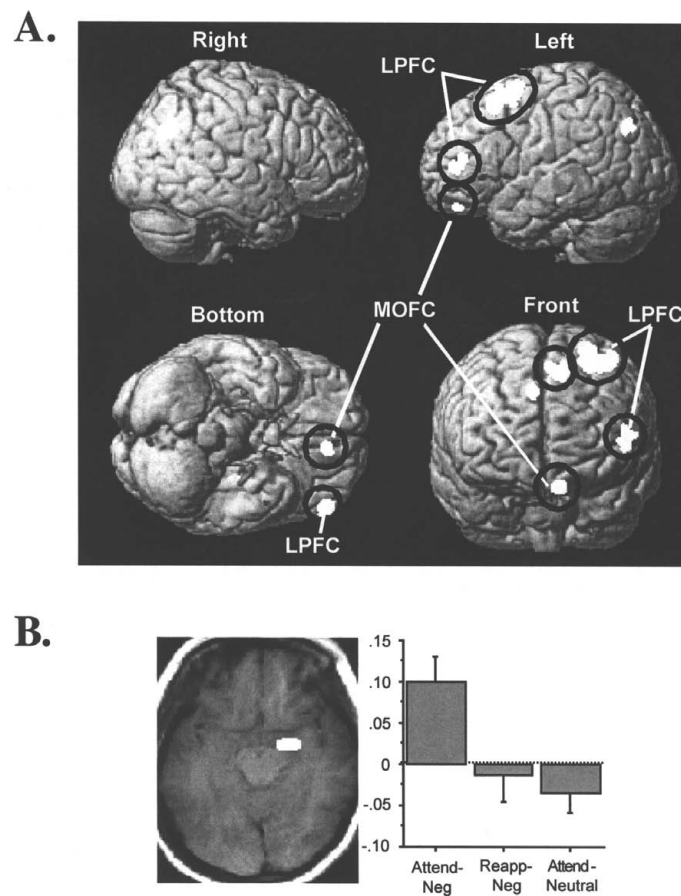 A.
Right
Left
LPFC
Bottom
MOFC
Front
LPFC
LPFC
B.
.15
.10
.05
0
-.05
-.10
Attend-
Neg
Reapp-
Neg
Attend-
Neutral